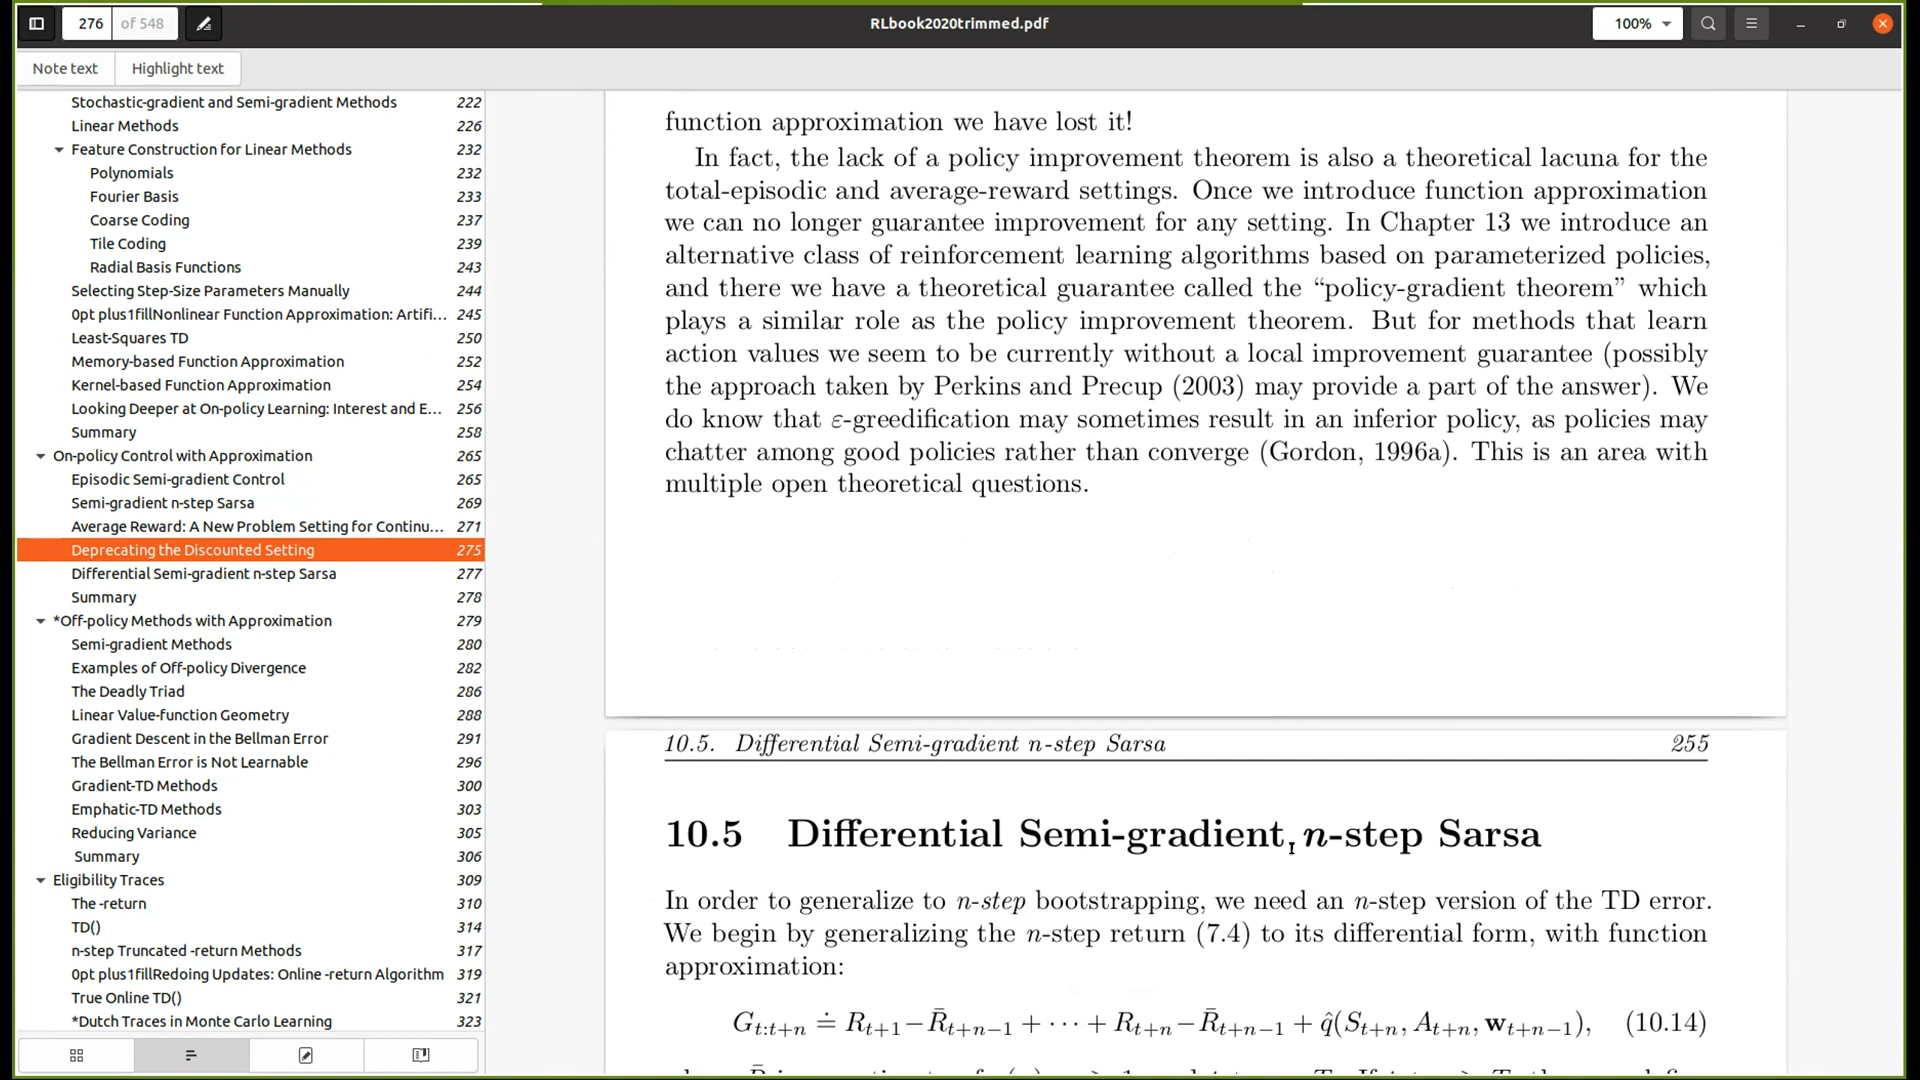 276 of 548
RLbook2020trimmed.pdf
100%
Note text
Highlight text
Stochastic-gradient and Semi-gradient Methods 222
Linear Methods 226
Feature Construction for Linear Methods 232
Polynomials 232
Fourier Basis 233
Coarse Coding 237
Tile Coding 239
Radial Basis Functions 243
Selecting Step-Size Parameters Manually 244
0pt plus1fillNonlinear Function Approximation: Artifi... 245
Least-Squares TD 250
Memory-based Function Approximation 252
Kernel-based Function Approximation 254
Looking Deeper at On-policy Learning: Interest and E... 256
Summary 258
On-policy Control with Approximation 265
Episodic Semi-gradient Control 265
Semi-gradient n-step Sarsa 269
Average Reward: A New Problem Setting for Continu... 271
Deprecating the Discounted Setting 275
Differential Semi-gradient n-step Sarsa 277
Summary 278
*Off-policy Methods with Approximation 279
Semi-gradient Methods 280
Examples of Off-policy Divergence 282
The Deadly Triad 286
Linear Value-function Geometry 288
Gradient Descent in the Bellman Error 291
The Bellman Error is Not Learnable 296
Gradient-TD Methods 300
Emphatic-TD Methods 303
Reducing Variance 305
Summary 306
Eligibility Traces 309
The -return 310
TD() 314
n-step Truncated -return Methods 317
0pt plus1fillRedoing Updates: Online -return Algorithm 319
True Online TD() 321
*Dutch Traces in Monte Carlo Learning 323
function approximation we have lost it!
In fact, the lack of a policy improvement theorem is also a theoretical lacuna for the
total-episodic and average-reward settings. Once we introduce function approximation
we can no longer guarantee improvement for any setting. In Chapter 13 we introduce an
alternative class of reinforcement learning algorithms based on parameterized policies,
and there we have a theoretical guarantee called the “policy-gradient theorem” which
plays a similar role as the policy improvement theorem. But for methods that learn
action values we seem to be currently without a local improvement guarantee (possibly
the approach taken by Perkins and Precup (2003) may provide a part of the answer). We
do know that ε-greedification may sometimes result in an inferior policy, as policies may
chatter among good policies rather than converge (Gordon, 1996a). This is an area with
multiple open theoretical questions.
10.5. Differential Semi-gradient n-step Sarsa 255
10.5 Differential Semi-gradient n-step Sarsa
In order to generalize to n-step bootstrapping, we need an n-step version of the TD error.
We begin by generalizing the n-step return (7.4) to its differential form, with function
approximation:
G_{t:t+n} ≐ R_{t+1} − R̄_{t+n−1} + ⋯ + R_{t+n} − R̄_{t+n−1} + q̂(S_{t+n}, A_{t+n}, w_{t+n−1}), (10.14)